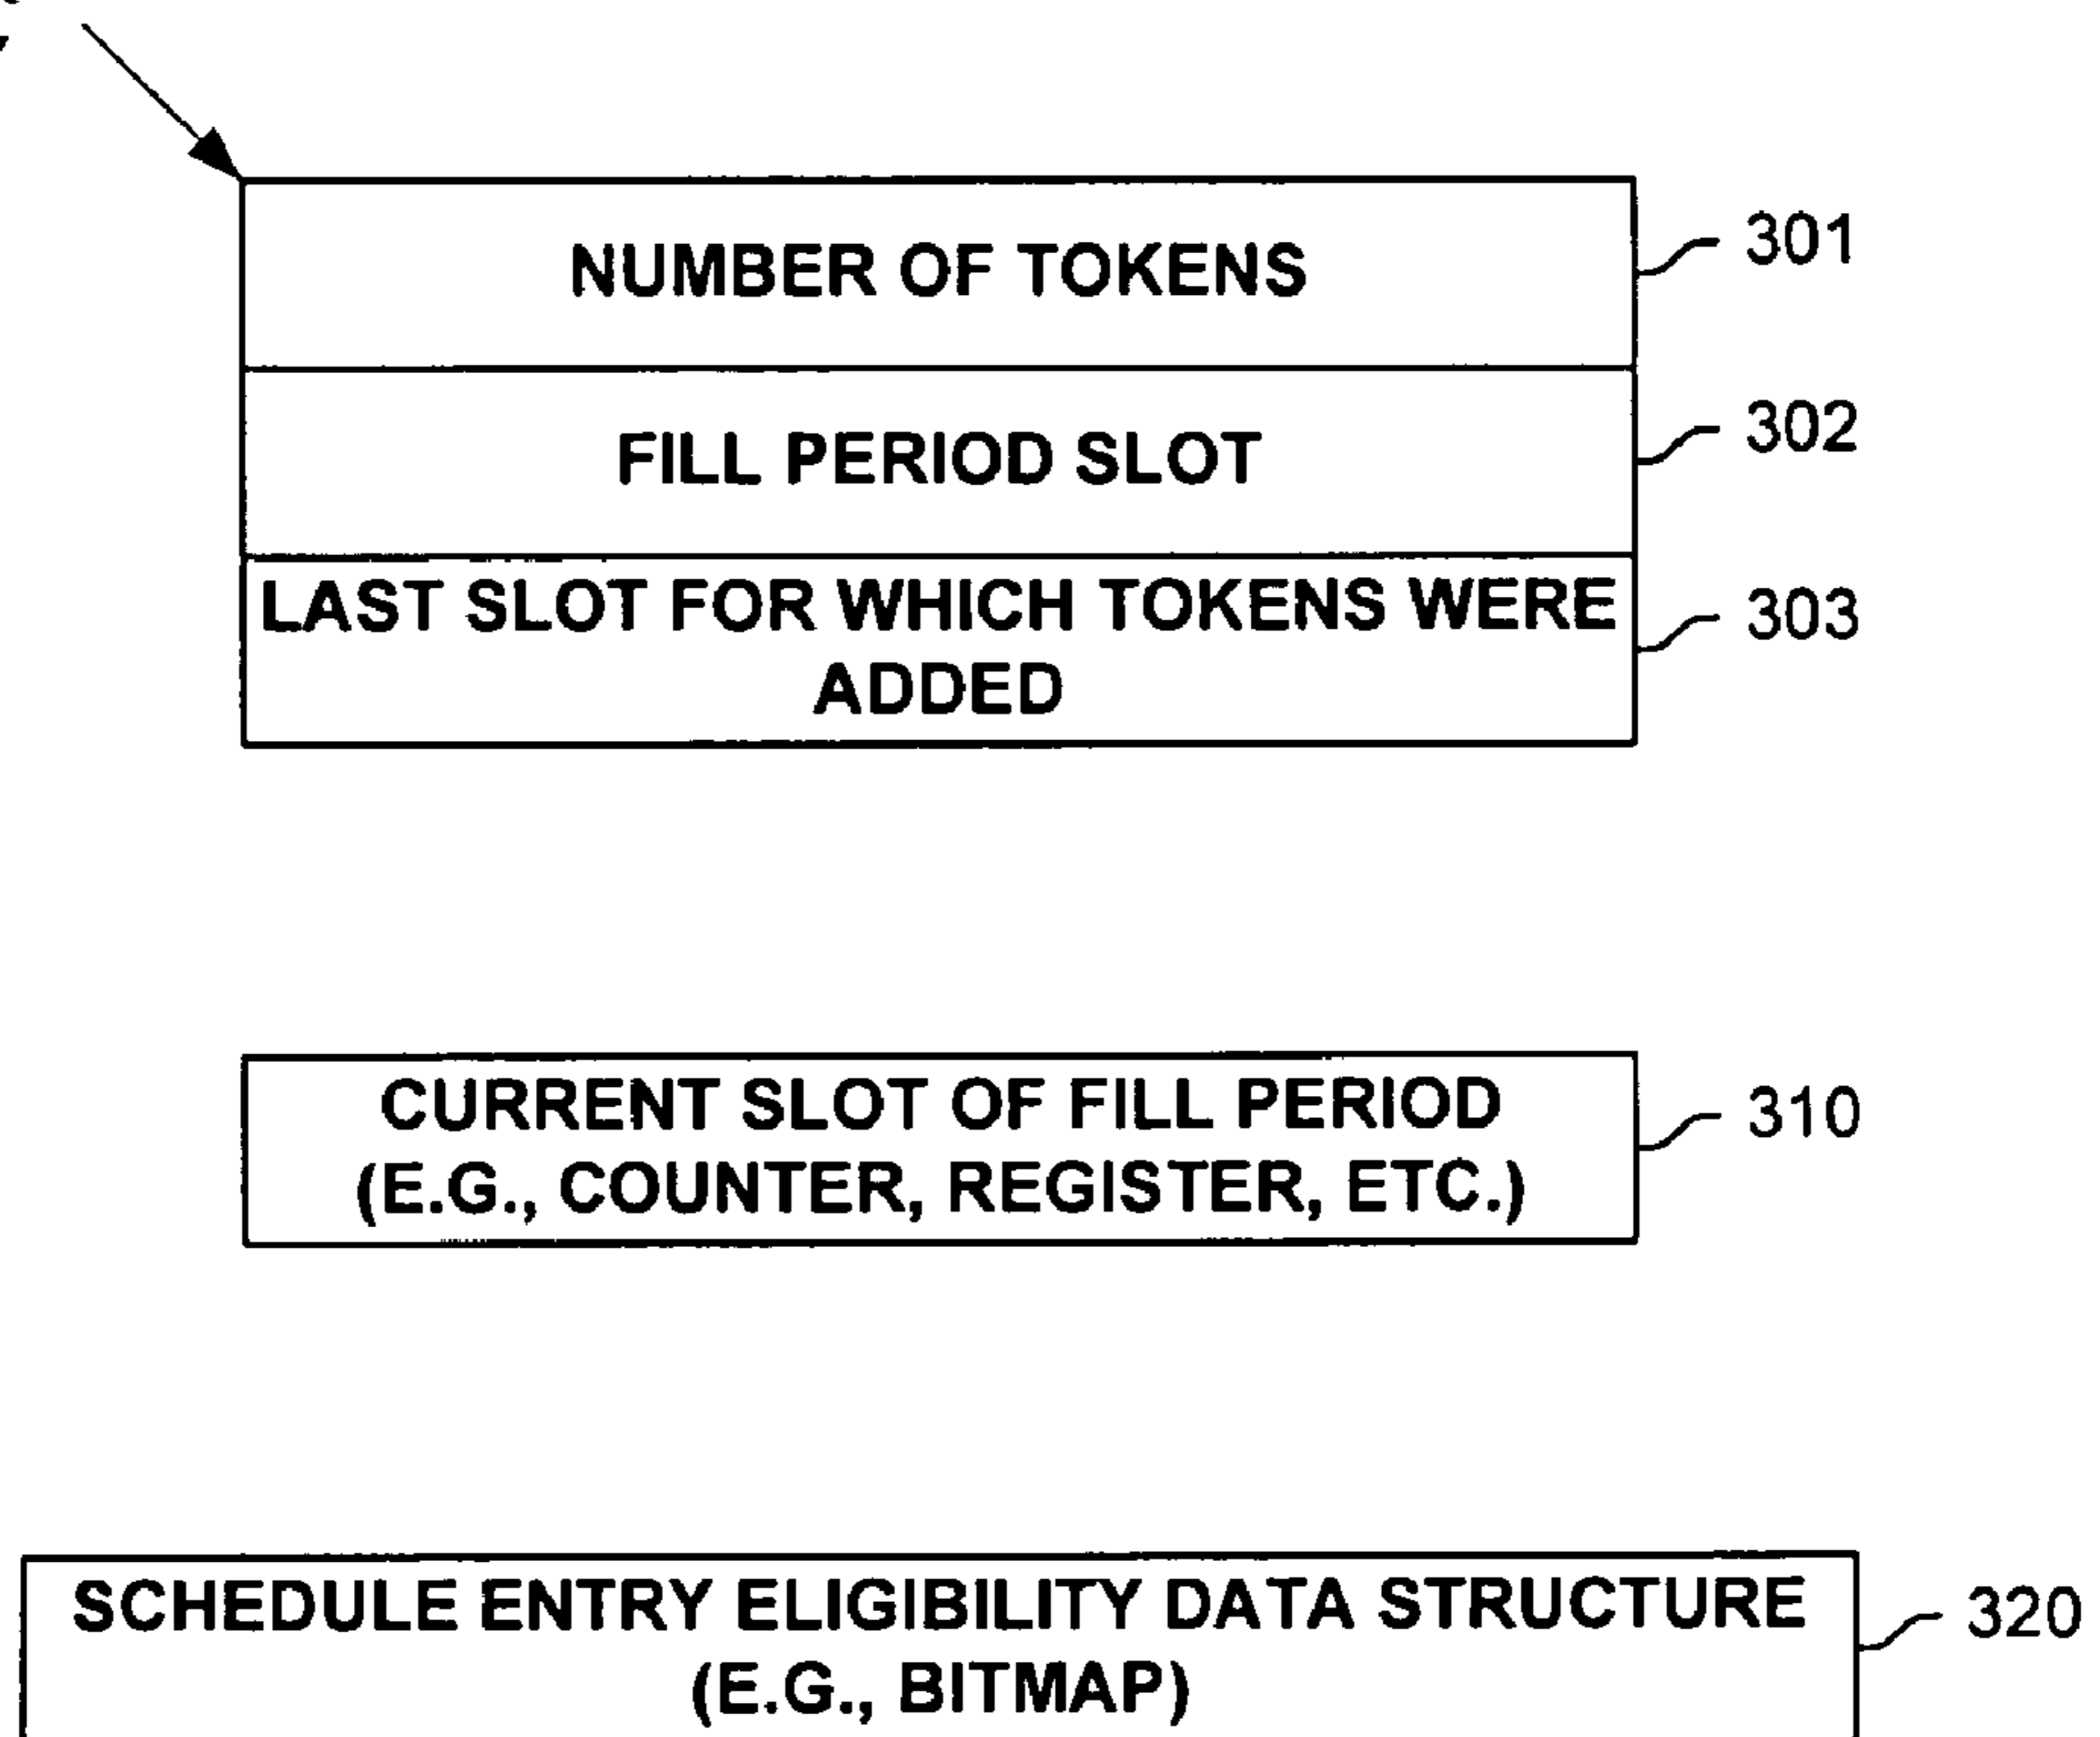 NUMBER OF TOKENS
301
FILL PERIOD SLOT
302
LAST SLOT FOR WHICH TOKENS WERE
ADDED
303
CURRENT SLOT OF FILL PERIOD
(E.G., COUNTER, REGISTER, ETC.)
310
SCHEDULE ENTRY ELIGIBILITY DATA STRUCTURE
(E.G., BITMAP)
320